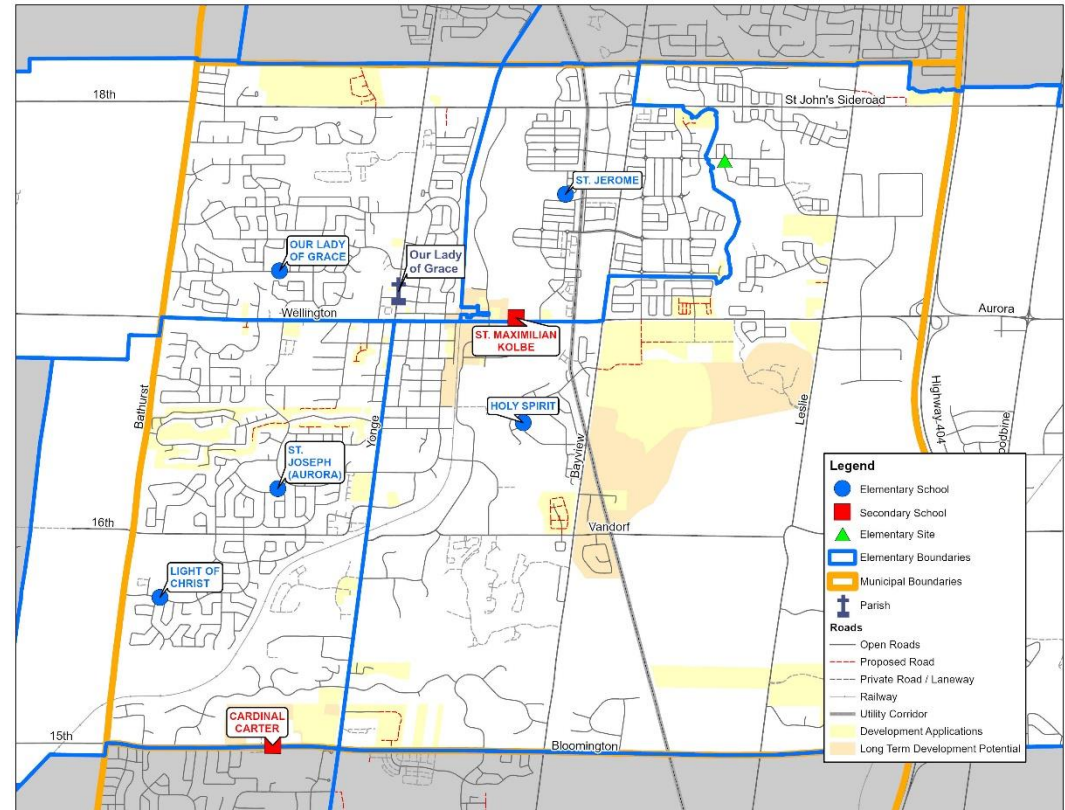 18th
St John's Sideroad
ST. JEROME
OUR LADY
OF GRACE
Our Lady
of Grace
Wellington
Aurora
ST. MAXIMILIAN
KOLBE
Bathurst
Yonge
HOLY SPIRIT
Bayview
Leslie
Highway 404
oodbine
ST.
JOSEPH
(AURORA)
16th
Vandorf
LIGHT OF
CHRIST
CARDINAL
CARTER
15th
Bloomington
Legend
Elementary School
Secondary School
Elementary Site
Elementary Boundaries
Municipal Boundaries
Parish
Roads
Open Roads
Proposed Road
Private Road / Laneway
Railway
Utility Corridor
Development Applications
Long Term Development Potential